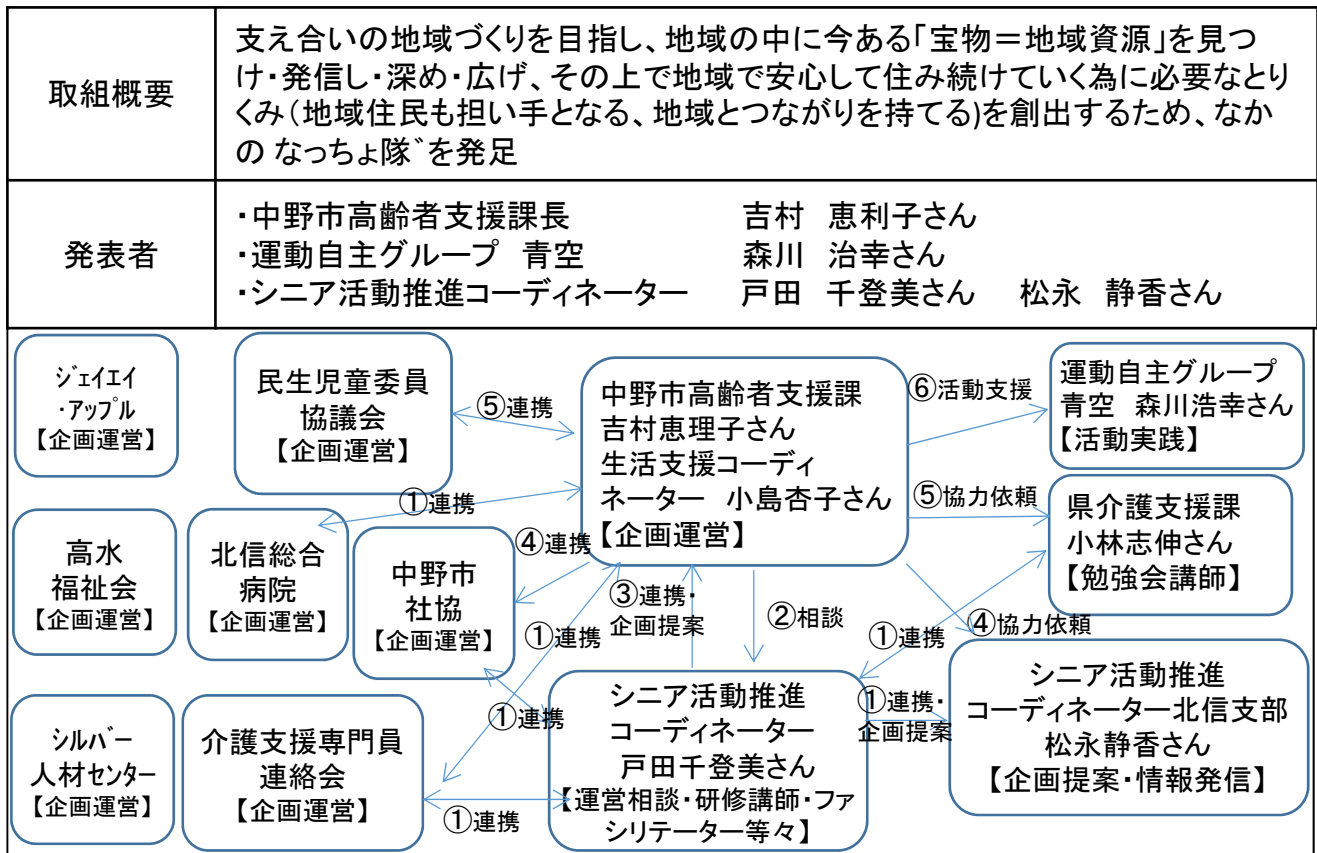 取組概要
支え合いの地域づくりを目指し、地域の中に今ある「宝物=地域資源」を見つ
け・発信し・深め・広げ、その上で地域で安心して住み続けていく為に必要なとり
くみ(地域住民も担い手となる、地域とつながりを持てる)を創出するため、なか
の なっちょ隊゛を発足
発表者
・中野市高齢者支援課長 吉村 恵利子さん
・運動自主グループ 青空 森川 治幸さん
・シニア活動推進コーディネーター 戸田 千登美さん 松永 静香さん
ジェイエイ
・アップル
【企画運営】
民生児童委員
協議会
【企画運営】
⑤連携
中野市高齢者支援課
吉村恵理子さん
生活支援コーディ
ネーター 小島杏子さん
【企画運営】
⑥活動支援
運動自主グループ
青空 森川浩幸さん
【活動実践】
①連携
⑤協力依頼
高水
福祉会
【企画運営】
北信総合
病院
【企画運営】
中野市
社協
【企画運営】
④連携
③連携・
企画提案
②相談
県介護支援課
小林志伸さん
【勉強会講師】
①連携
①連携
④協力依頼
シルバー
人材センター
【企画運営】
介護支援専門員
連絡会
【企画運営】
①連携
①連携
シニア活動推進
コーディネーター
戸田千登美さん
【運営相談・研修講師・ファ
シリテーター等々】
①連携・
企画提案
シニア活動推進
コーディネーター北信支部
松永静香さん
【企画提案・情報発信】